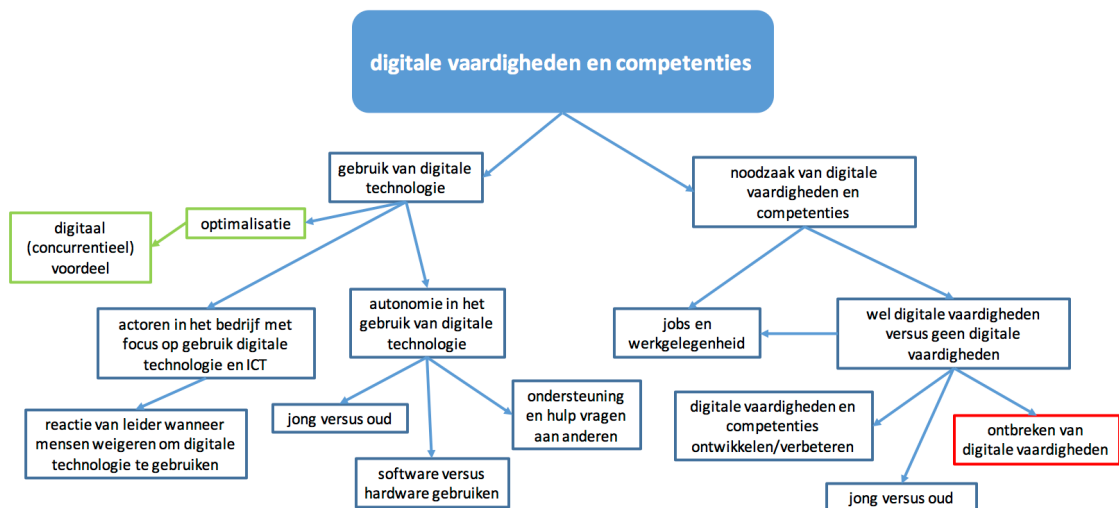 digitale vaardigheden en competenties
gebruik van digitale
technologie
noodzaak van digitale
vaardigheden en
competenties
optimalisatie
digitaal
(concurrentieel)
voordeel
actoren in het bedrijf met
focus op gebruik digitale
technologie en ICT
autonomie in het
gebruik van digitale
technologie
jobs en
werkgelegenheid
wel digitale vaardigheden
versus geen digitale
vaardigheden
reactie van leider wanneer
mensen weigeren om digitale
technologie te gebruiken
jong versus oud
ondersteuning
en hulp vragen
aan anderen
software versus
hardware gebruiken
digitale vaardigheden en
competenties
ontwikkelen/verbeteren
ontbreken van
digitale vaardigheden
jong versus oud